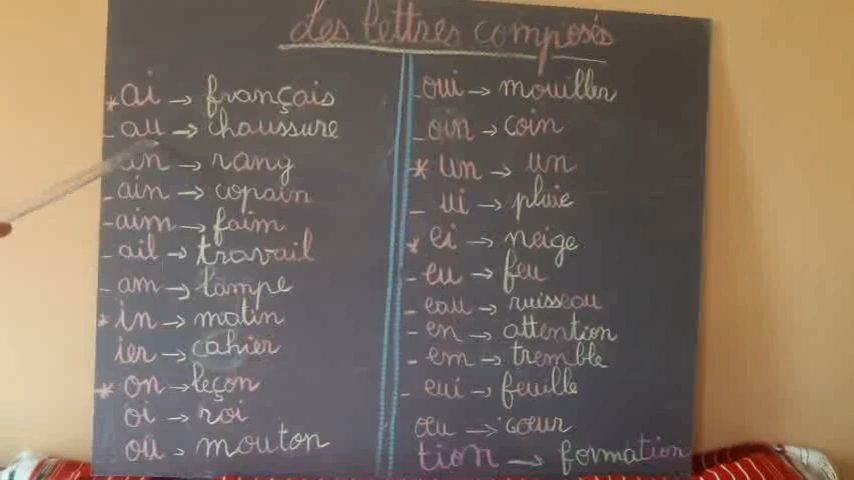 Les lettres composés
*ai → français
-au → chaussure
an → rang
-ain → copain
-aim → faim
-ail → travail
-am → lampe
*in → matin
ier → cahier
*on → leçon
oi → roi
ou → mouton
-oui → mouiller
-oin → coin
*un → un
-ui → pluie
*ei → neige
-eu → feu
-eau → ruisseau
-en → attention
-em → tremble
-eui → feuille
œu → cœur
tion → formation